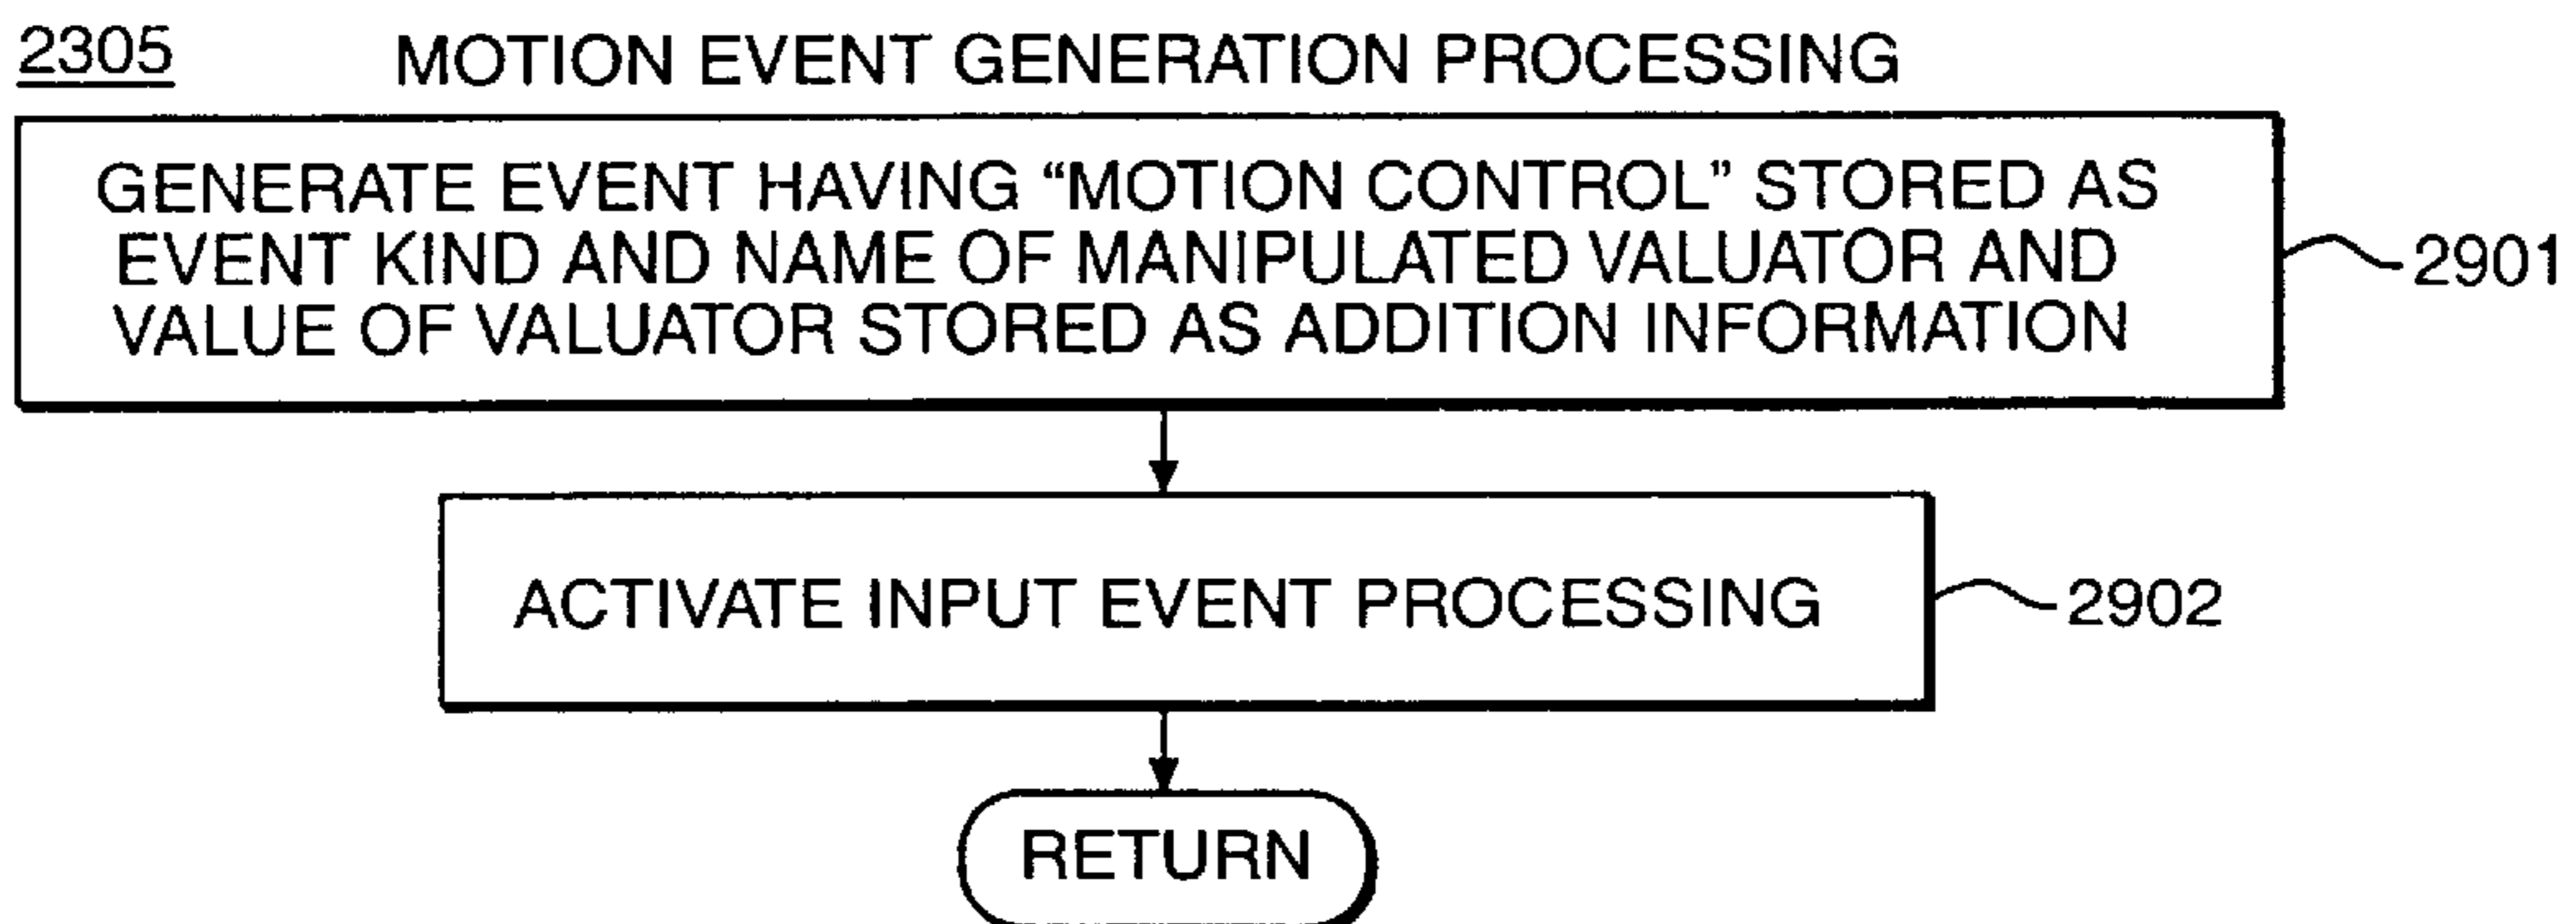 2305 MOTION EVENT GENERATION PROCESSING
GENERATE EVENT HAVING “MOTION CONTROL” STORED AS
EVENT KIND AND NAME OF MANIPULATED VALUATOR AND
VALUE OF VALUATOR STORED AS ADDITION INFORMATION
2901
ACTIVATE INPUT EVENT PROCESSING
2902
RETURN